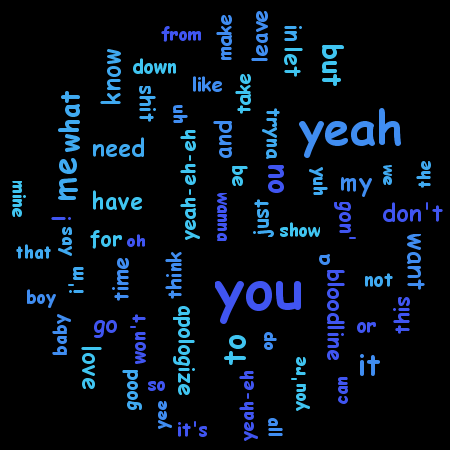 from
make
leave
in
let
but
know
down
like
take
shit
uh
what
me
need
and
tryna
yeah
yeah-eh-eh
be
no
yuh
my
we
the
mine
have
wanna
just
show
gon'
don't
i
say
for
oh
that
i'm
time
think
a
not
want
you
bloodline
this
boy
baby
go
won't
apologize
to
do
or
it
love
good
so
yee
it's
yeah-eh
all
you're
can